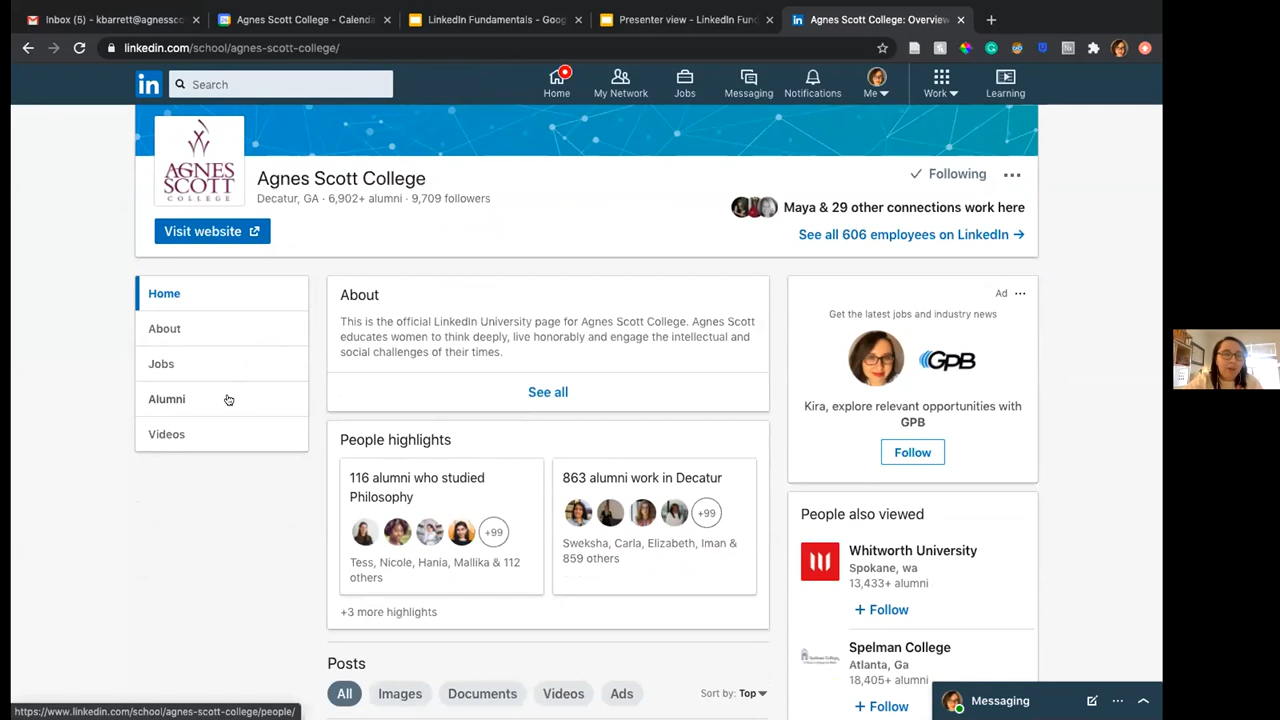 Inbox (5) - kbarrett@agnessco
Agnes Scott College - Calenda
LinkedIn Fundamentals - Goog
Presenter view - LinkedIn Fund
Agnes Scott College: Overview
linkedin.com/school/agnes-scott-college/
in
Search
Home
My Network
Jobs
Messaging
Notifications
Me
Work
Learning
AGNES
SCOTT
COLLEGE
Agnes Scott College
Decatur, GA · 6,902+ alumni · 9,709 followers
Following
Maya & 29 other connections work here
See all 606 employees on LinkedIn →
Visit website
Home
About
Jobs
Alumni
Videos
About
This is the official LinkedIn University page for Agnes Scott College. Agnes Scott
educates women to think deeply, live honorably and engage the intellectual and
social challenges of their times.
See all
People highlights
116 alumni who studied
Philosophy
+99
Tess, Nicole, Hania, Mallika & 112
others
863 alumni work in Decatur
+99
Sweksha, Carla, Elizabeth, Iman &
859 others
+3 more highlights
Posts
All
Images
Documents
Videos
Ads
Sort by: Top
Ad
Get the latest jobs and industry news
GPB
Kira, explore relevant opportunities with
GPB
Follow
People also viewed
Whitworth University
Spokane, wa
13,433+ alumni
+ Follow
Spelman College
Atlanta, Ga
18,405+ alumni
+ Follow
Messaging
https://www.linkedin.com/school/agnes-scott-college/people/